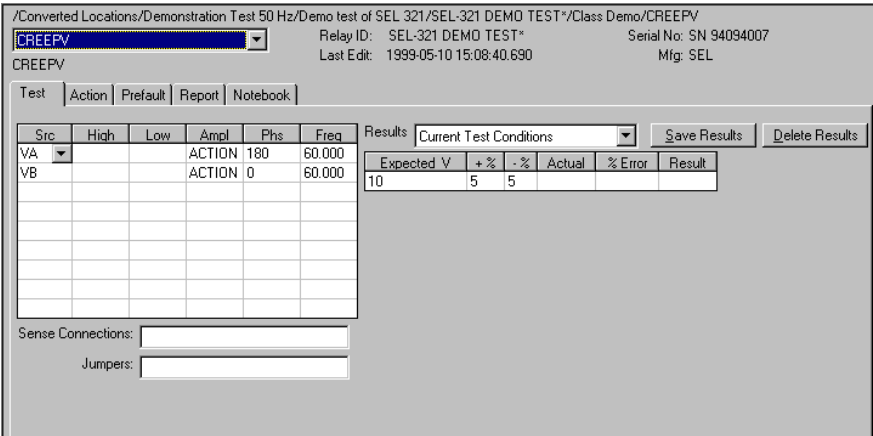 /Converted Locations/Demonstration Test 50 Hz/Demo test of SEL 321/SEL-321 DEMO TEST*/Class Demo/CREEPV
CREEPV Relay ID: SEL-321 DEMO TEST* Serial No: SN 94094007
CREEPV Last Edit: 1999-05-10 15:08:40.690 Mfg: SEL
Test Action Prefault Report Notebook
Results Current Test Conditions Save Results Delete Results
Src High Low Ampl Phs Freq
VA ACTION 180 60.000
VB ACTION 0 60.000
Expected V + % - % Actual % Error Result
10 5 5
Sense Connections:
Jumpers: